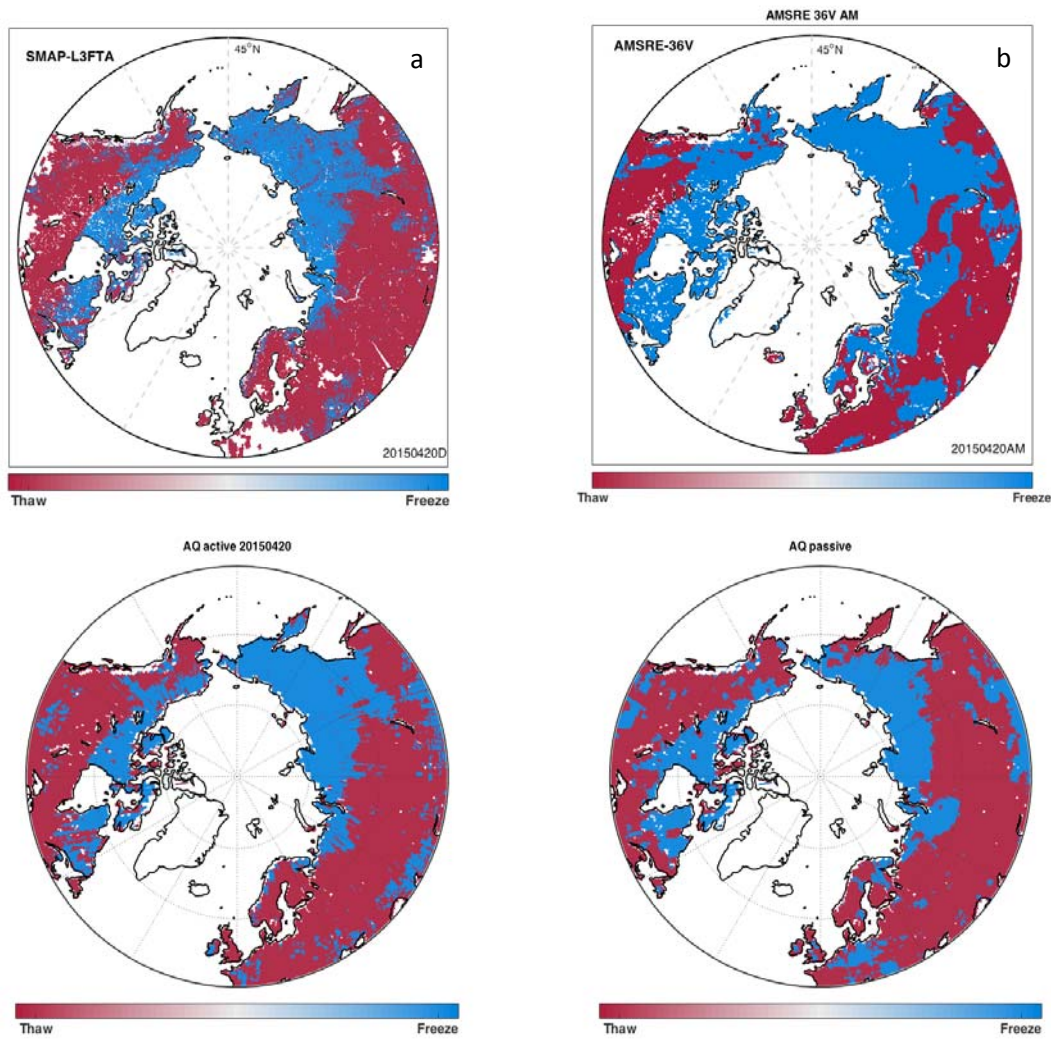 SMAP-L3FTA
45°N
a
20150420D
Thaw Freeze
AMSRE 36V AM
AMSRE-36V
45°N
b
20150420AM
Thaw Freeze
AQ active 20150420
Thaw Freeze
AQ passive
Thaw Freeze